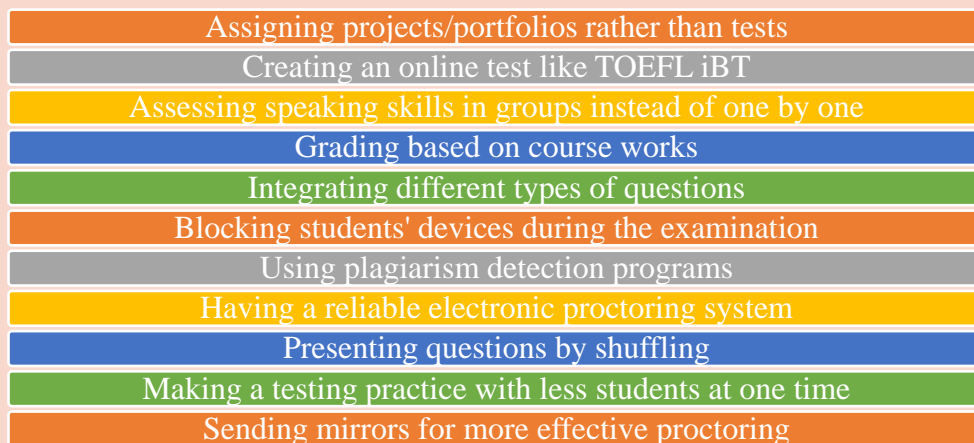 Assigning projects/portfolios rather than tests
Creating an online test like TOEFL iBT
Assessing speaking skills in groups instead of one by one
Grading based on course works
Integrating different types of questions
Blocking students' devices during the examination
Using plagiarism detection programs
Having a reliable electronic proctoring system
Presenting questions by shuffling
Making a testing practice with less students at one time
Sending mirrors for more effective proctoring